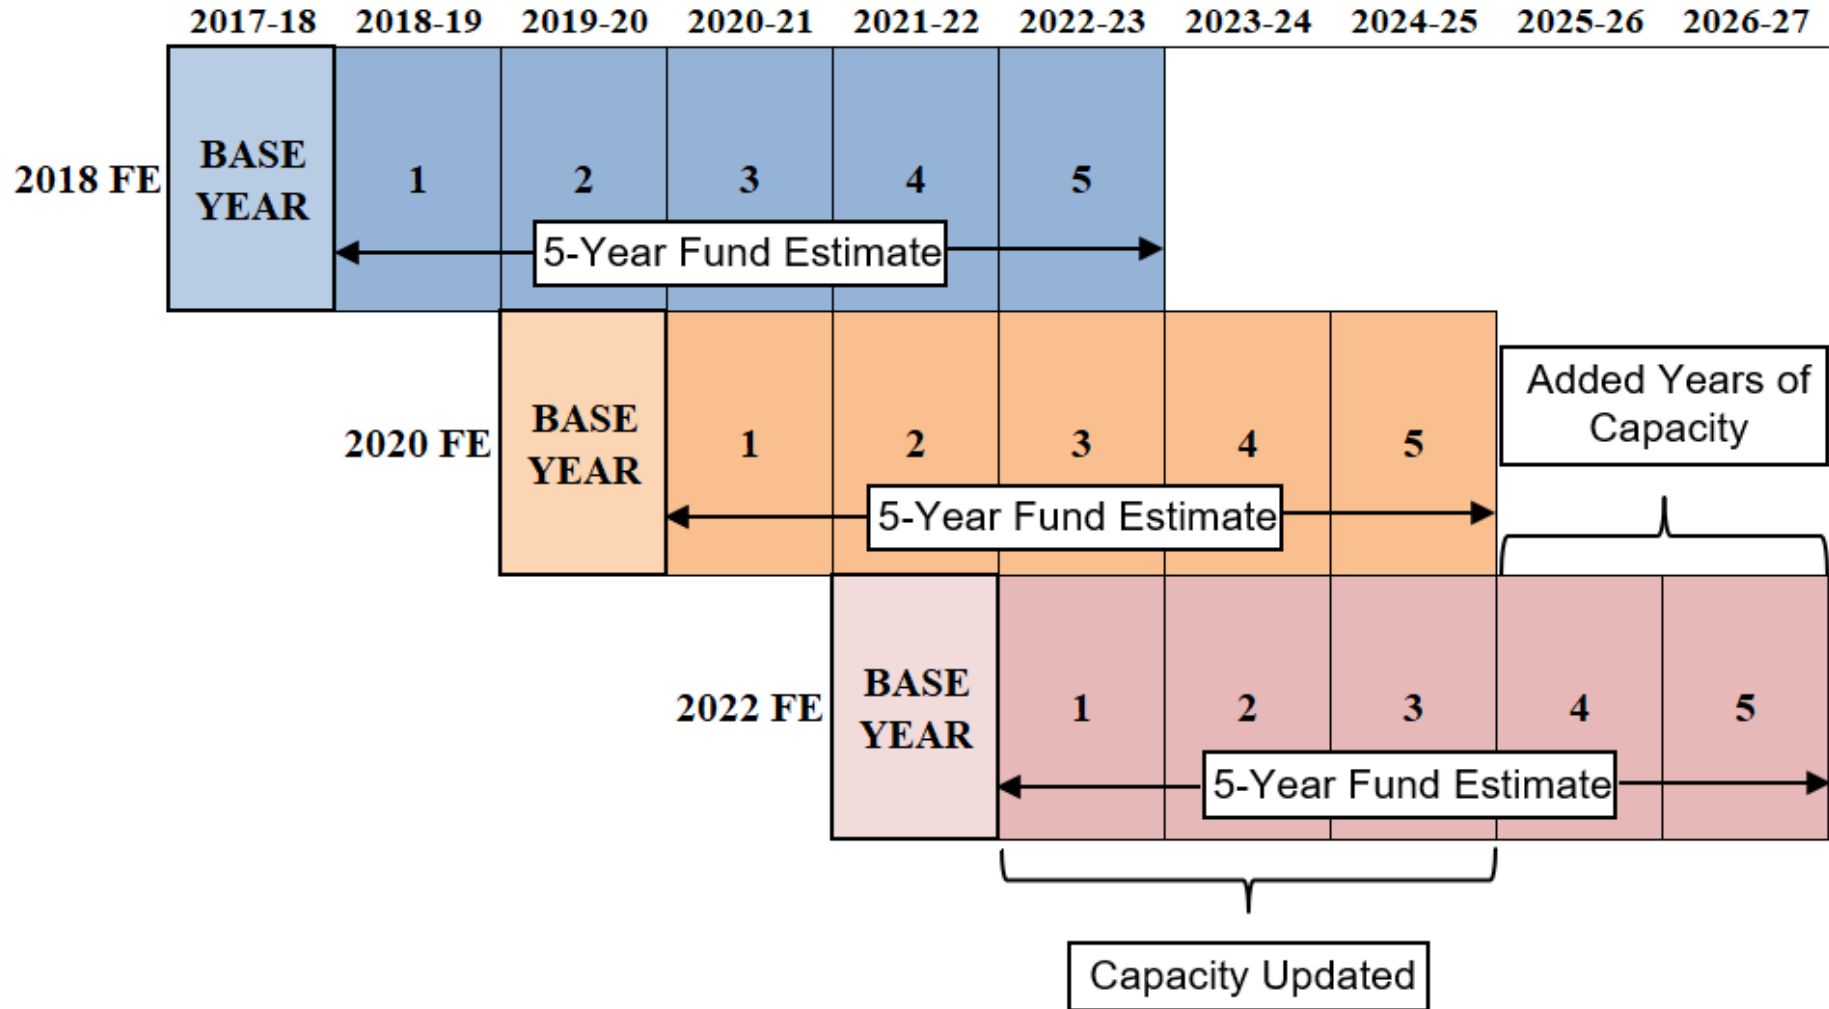 2017-18 2018-19 2019-20 2020-21 2021-22 2022-23 2023-24 2024-25 2025-26 2026-27
2018 FE BASE YEAR 1 2 3 4 5
5-Year Fund Estimate
2020 FE BASE YEAR 1 2 3 4 5
5-Year Fund Estimate
Added Years of
Capacity
2022 FE BASE YEAR 1 2 3 4 5
5-Year Fund Estimate
Capacity Updated